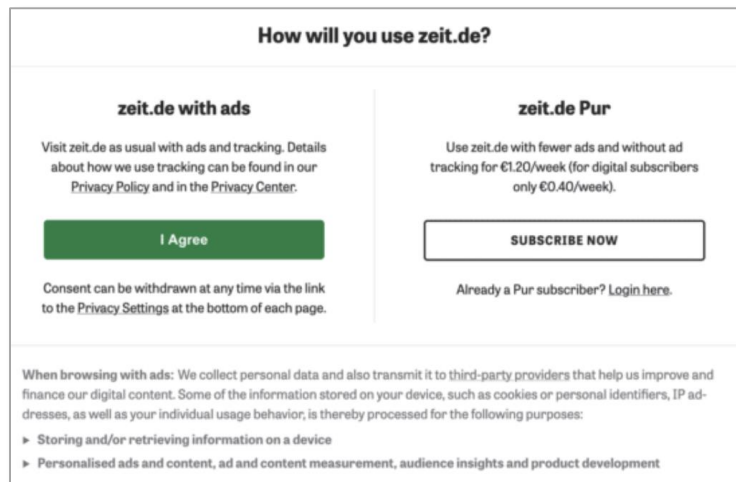 How will you use zeit.de?
zeit.de with ads
Visit zeit.de as usual with ads and tracking. Details
about how we use tracking can be found in our
Privacy Policy and in the Privacy Center.
I Agree
Consent can be withdrawn at any time via the link
to the Privacy Settings at the bottom of each page.
zeit.de Pur
Use zeit.de with fewer ads and without ad
tracking for €1.20/week (for digital subscribers
only €0.40/week).
SUBSCRIBE NOW
Already a Pur subscriber? Login here.
When browsing with ads: We collect personal data and also transmit it to third-party providers that help us improve and
finance our digital content. Some of the information stored on your device, such as cookies or personal identifiers, IP ad-
dresses, as well as your individual usage behavior, is thereby processed for the following purposes:
▸ Storing and/or retrieving information on a device
▸ Personalised ads and content, ad and content measurement, audience insights and product development